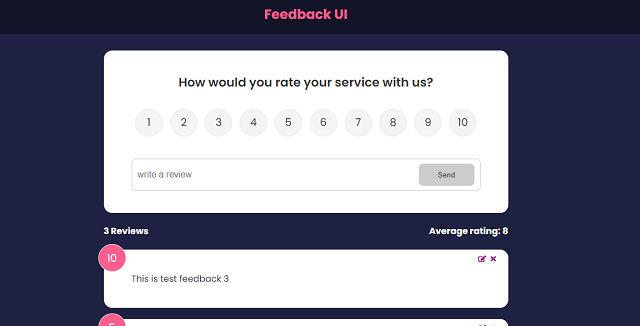 Feedback UI
How would you rate your service with us?
1 2 3 4 5 6 7 8 9 10
write a review Send
3 Reviews Average rating: 8
10
This is test feedback 3